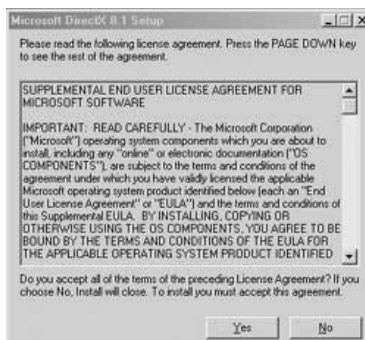 Microsoft DirectX 8.1 Setup
Please read the following license agreement. Press the PAGE DOWN key
to see the rest of the agreement.
SUPPLEMENTAL END USER LICENSE AGREEMENT FOR
MICROSOFT SOFTWARE
IMPORTANT: READ CAREFULLY - The Microsoft Corporation
("Microsoft") operating system components which you are about to
install, including any "online" or electronic documentation ("OS
COMPONENTS"), are subject to the terms and conditions of the
agreement under which you have validly licensed the applicable
Microsoft operating system product identified below (each an "End
User License Agreement" or "EULA") and the terms and conditions of
this Supplemental EULA. BY INSTALLING, COPYING OR
OTHERWISE USING THE OS COMPONENTS, YOU AGREE TO BE
BOUND BY THE TERMS AND CONDITIONS OF THE EULA FOR
THE APPLICABLE OPERATING SYSTEM PRODUCT IDENTIFIED
Do you accept all of the terms of the preceding License Agreement? If you
choose No, Install will close. To install you must accept this agreement.
Yes No